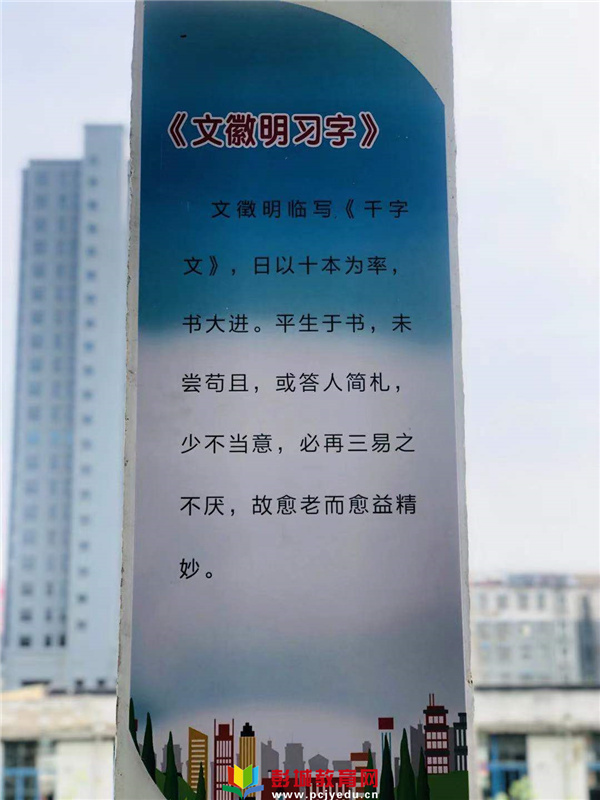 《文徽明习字》
文徵明临写《千字
文》，日以十本为率，
书大进。平生于书，未
尝苟且，或答人简札，
少不当意，必再三易之
不厌，故愈老而愈益精
妙。
彭城教育网
www.pcjyedu.cn